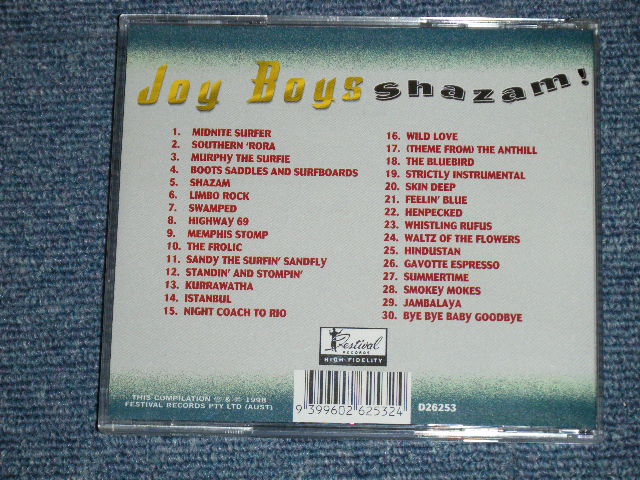 Joy Boys Shazam!
1. MIDNITE SURFER
2. SOUTHERN 'RORA
3. MURPHY THE SURFIE
4. BOOTS SADDLES AND SURFBOARDS
5. SHAZAM
6. LIMBO ROCK
7. SWAMPED
8. HIGHWAY 69
9. MEMPHIS STOMP
10. THE FROLIC
11. SANDY THE SURFIN' SANDFLY
12. STANDIN' AND STOMPIN'
13. KURRAWATHA
14. ISTANBUL
15. NIGHT COACH TO RIO
16. WILD LOVE
17. (THEME FROM) THE ANTHILL
18. THE BLUEBIRD
19. STRICTLY INSTRUMENTAL
20. SKIN DEEP
21. FEELIN' BLUE
22. HENPECKED
23. WHISTLING RUFUS
24. WALTZ OF THE FLOWERS
25. HINDUSTAN
26. GAVOTTE ESPRESSO
27. SUMMERTIME
28. SMOKEY MOKES
29. JAMBALAYA
30. BYE BYE BABY GOODBYE
Festival
RECORDS
HIGH-FIDELITY
THIS COMPILATION ℗ & © 1998
FESTIVAL RECORDS PTY LTD (AUST)
9 399602 625324
D26253